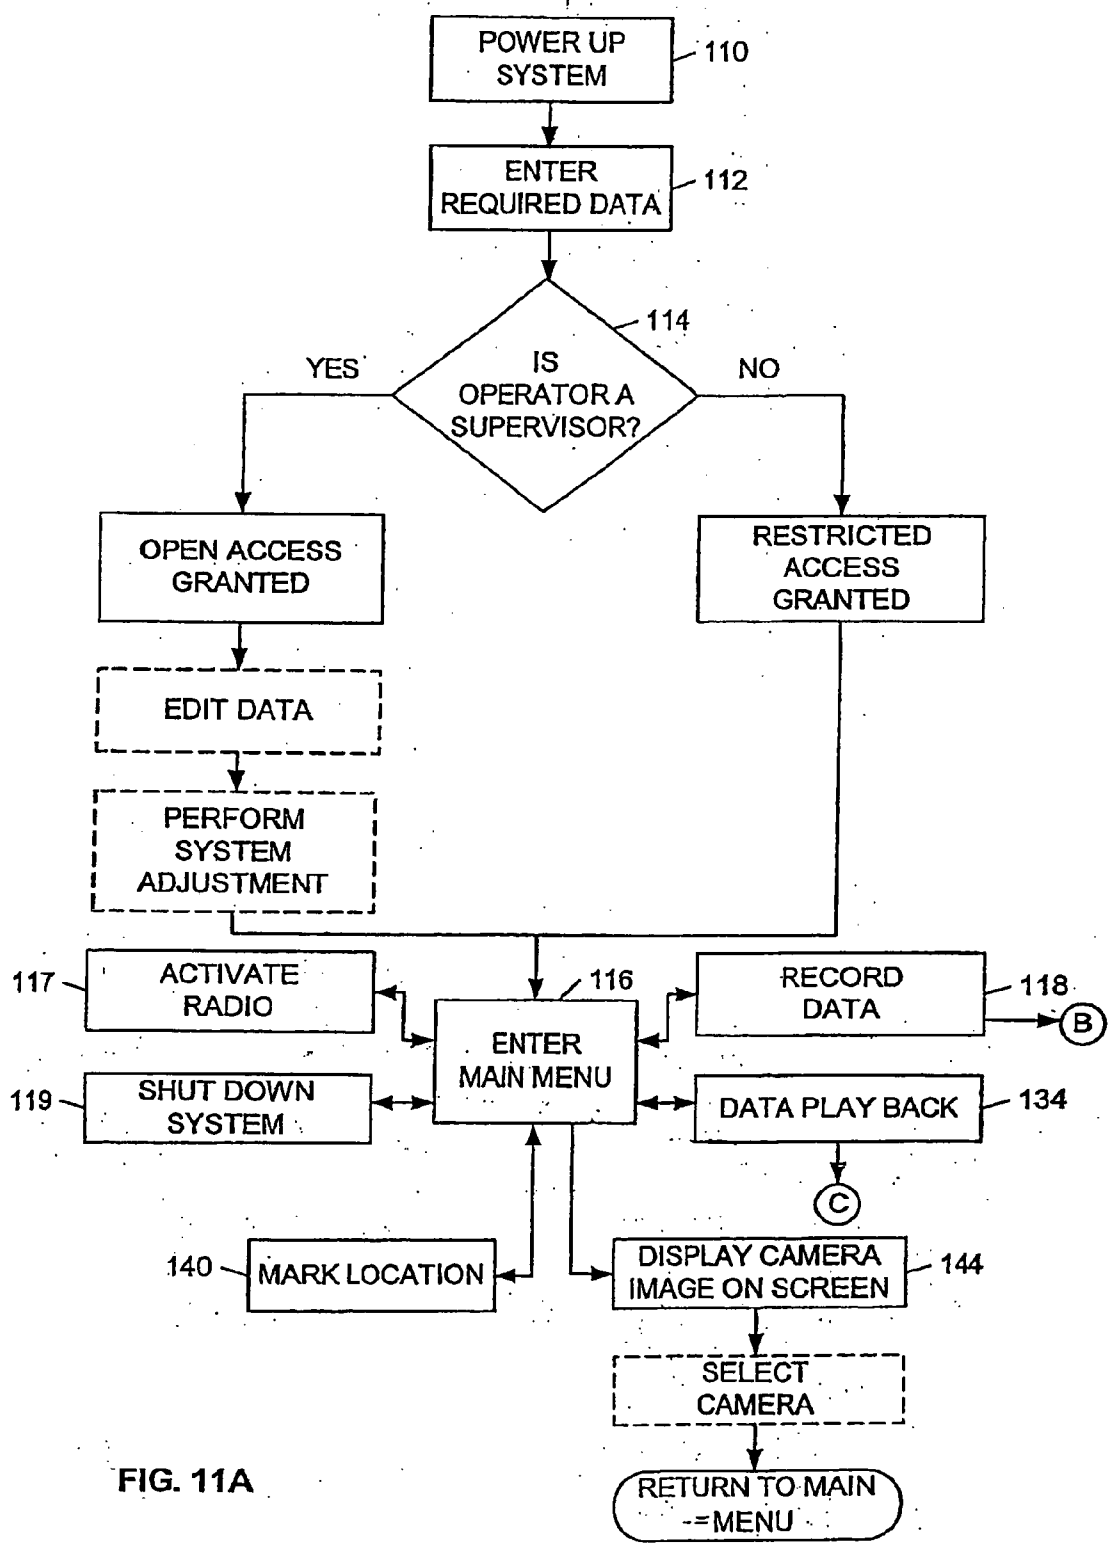 POWER UP
SYSTEM
110
ENTER
REQUIRED DATA
112
114
IS
OPERATOR A
SUPERVISOR?
YES
NO
OPEN ACCESS
GRANTED
RESTRICTED
ACCESS
GRANTED
EDIT DATA
PERFORM
SYSTEM
ADJUSTMENT
117
ACTIVATE
RADIO
116
ENTER
MAIN MENU
RECORD
DATA
118
B
119
SHUT DOWN
SYSTEM
DATA PLAY BACK
134
C
140
MARK LOCATION
DISPLAY CAMERA
IMAGE ON SCREEN
144
SELECT
CAMERA
RETURN TO MAIN
MENU
FIG. 11A